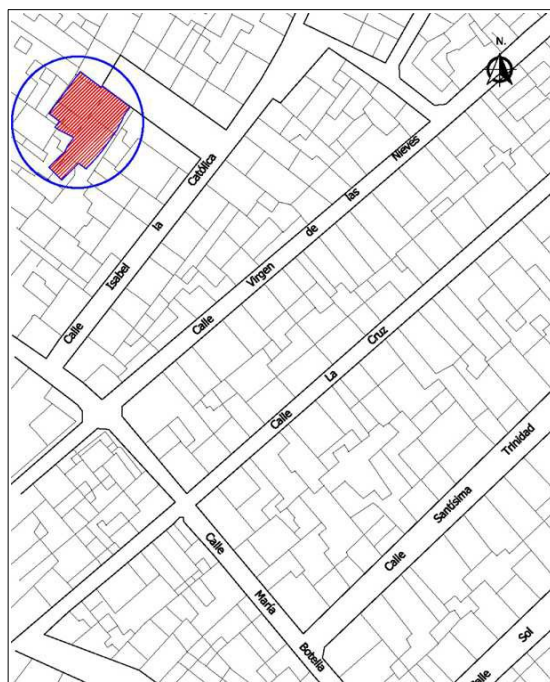 N.
Calle Isabel la Católica
Calle Virgen de las Nieves
Calle La Cruz
Calle Santísima Trinidad
Calle María Botella
Calle Sol